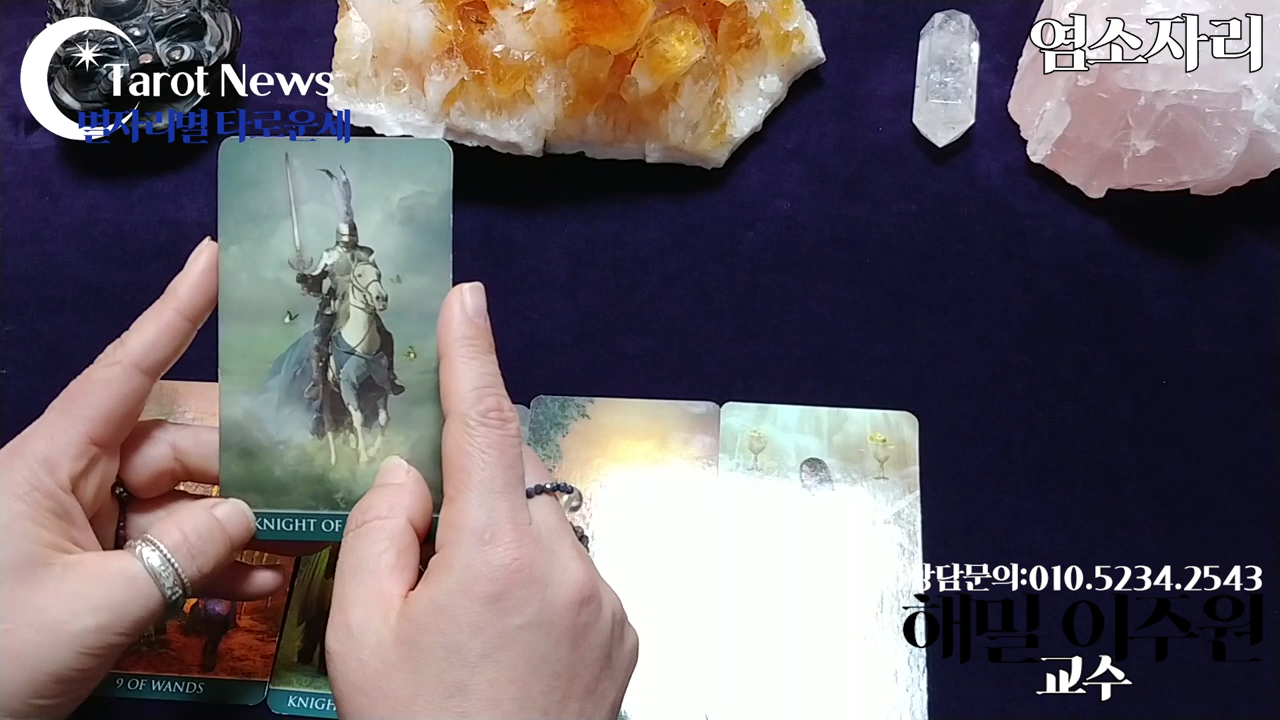 Tarot News
별자리별 타로운세
염소자리
KNIGHT OF
9 OF WANDS
KNIGH
상담문의:010.5234.2543
해밀 이주원
교수